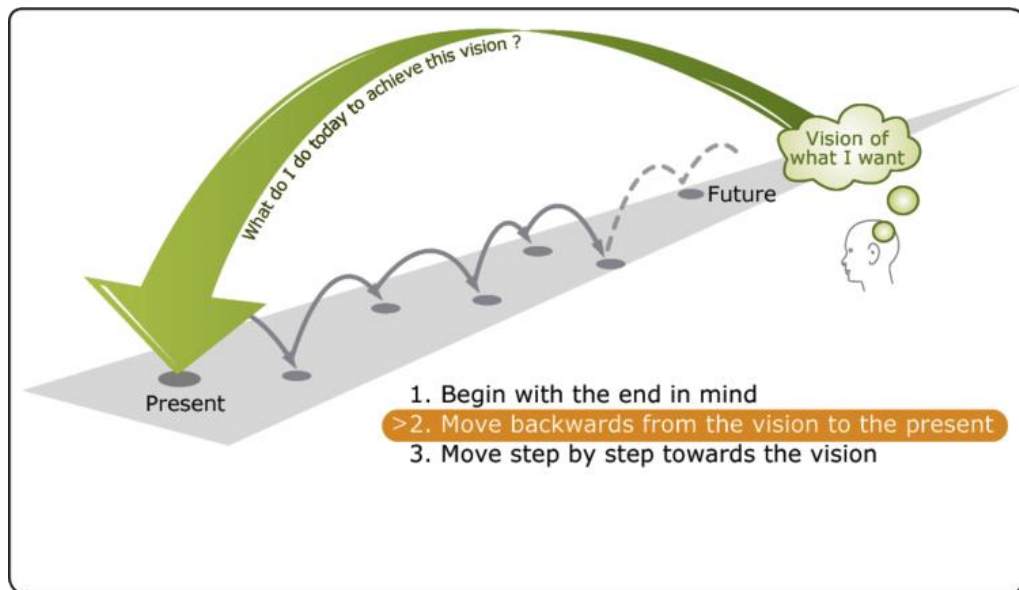 What do I do today to achieve this vision ?
Vision of
what I want
Future
Present
1. Begin with the end in mind
>2. Move backwards from the vision to the present
3. Move step by step towards the vision